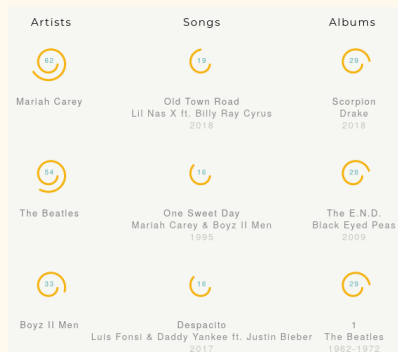 Artists Songs Albums
62 19 29
Mariah Carey Old Town Road Scorpion
Lil Nas X ft. Billy Ray Cyrus Drake
2018 2018
54 16 28
The Beatles One Sweet Day The E.N.D.
Mariah Carey & Boyz II Men Black Eyed Peas
1995 2009
33 16 29
Boyz II Men Despacito 1
Luis Fonsi & Daddy Yankee ft. Justin Bieber The Beatles
2017 1962-1972